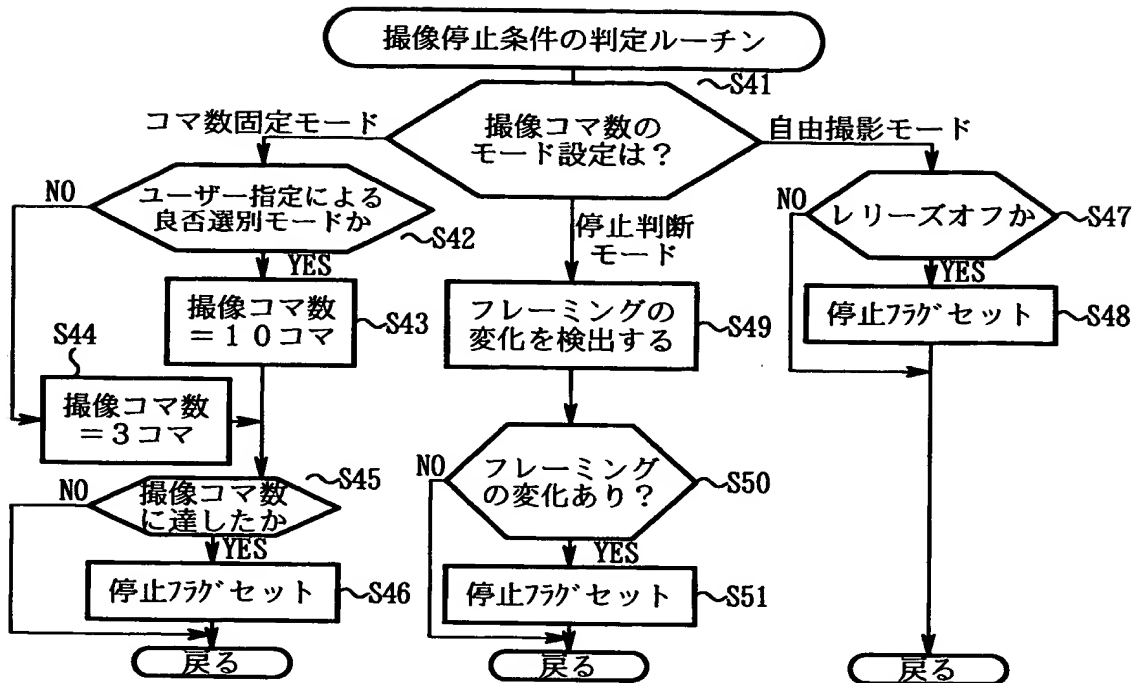 撮像停止条件の判定ルーチン
S41
撮像コマ数の
モード設定は?
コマ数固定モード
自由撮影モード
停止判断
モード
ユーザー指定による
良否選別モードか
NO
S42
YES
撮像コマ数
=10コマ
S43
S44
撮像コマ数
=3コマ
撮像コマ数
に達したか
S45
NO
YES
停止フラグセット
S46
戻る
フレーミングの
変化を検出する
S49
フレーミング
の変化あり?
S50
NO
YES
停止フラグセット
S51
戻る
レリーズオフか
S47
NO
YES
停止フラグセット
S48
戻る